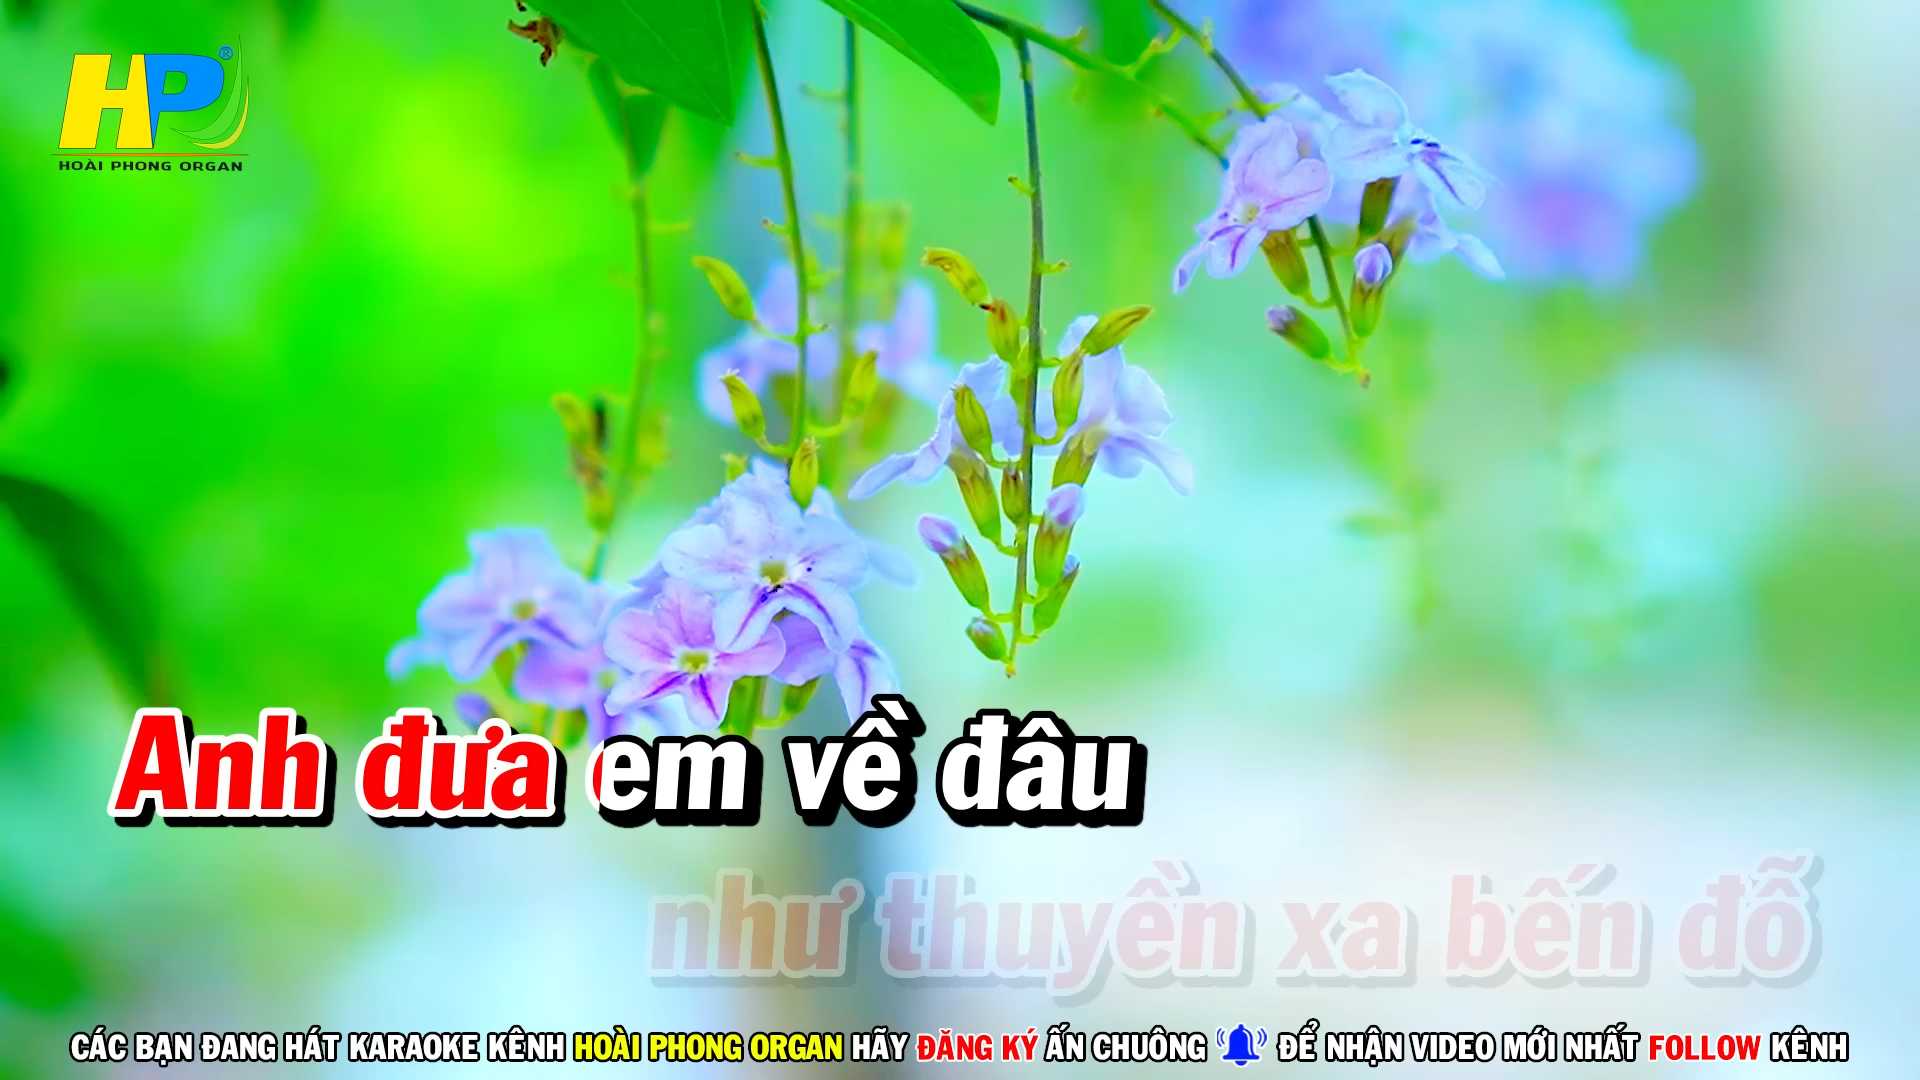 HP®
HOÀI PHONG ORGAN
Anh đưa em về đâu
như thuyền xa bến đỗ
CÁC BẠN ĐANG HÁT KARAOKE KÊNH HOÀI PHONG ORGAN HÃY ĐĂNG KÝ ẤN CHUÔNG ĐỂ NHẬN VIDEO MỚI NHẤT FOLLOW KÊNH